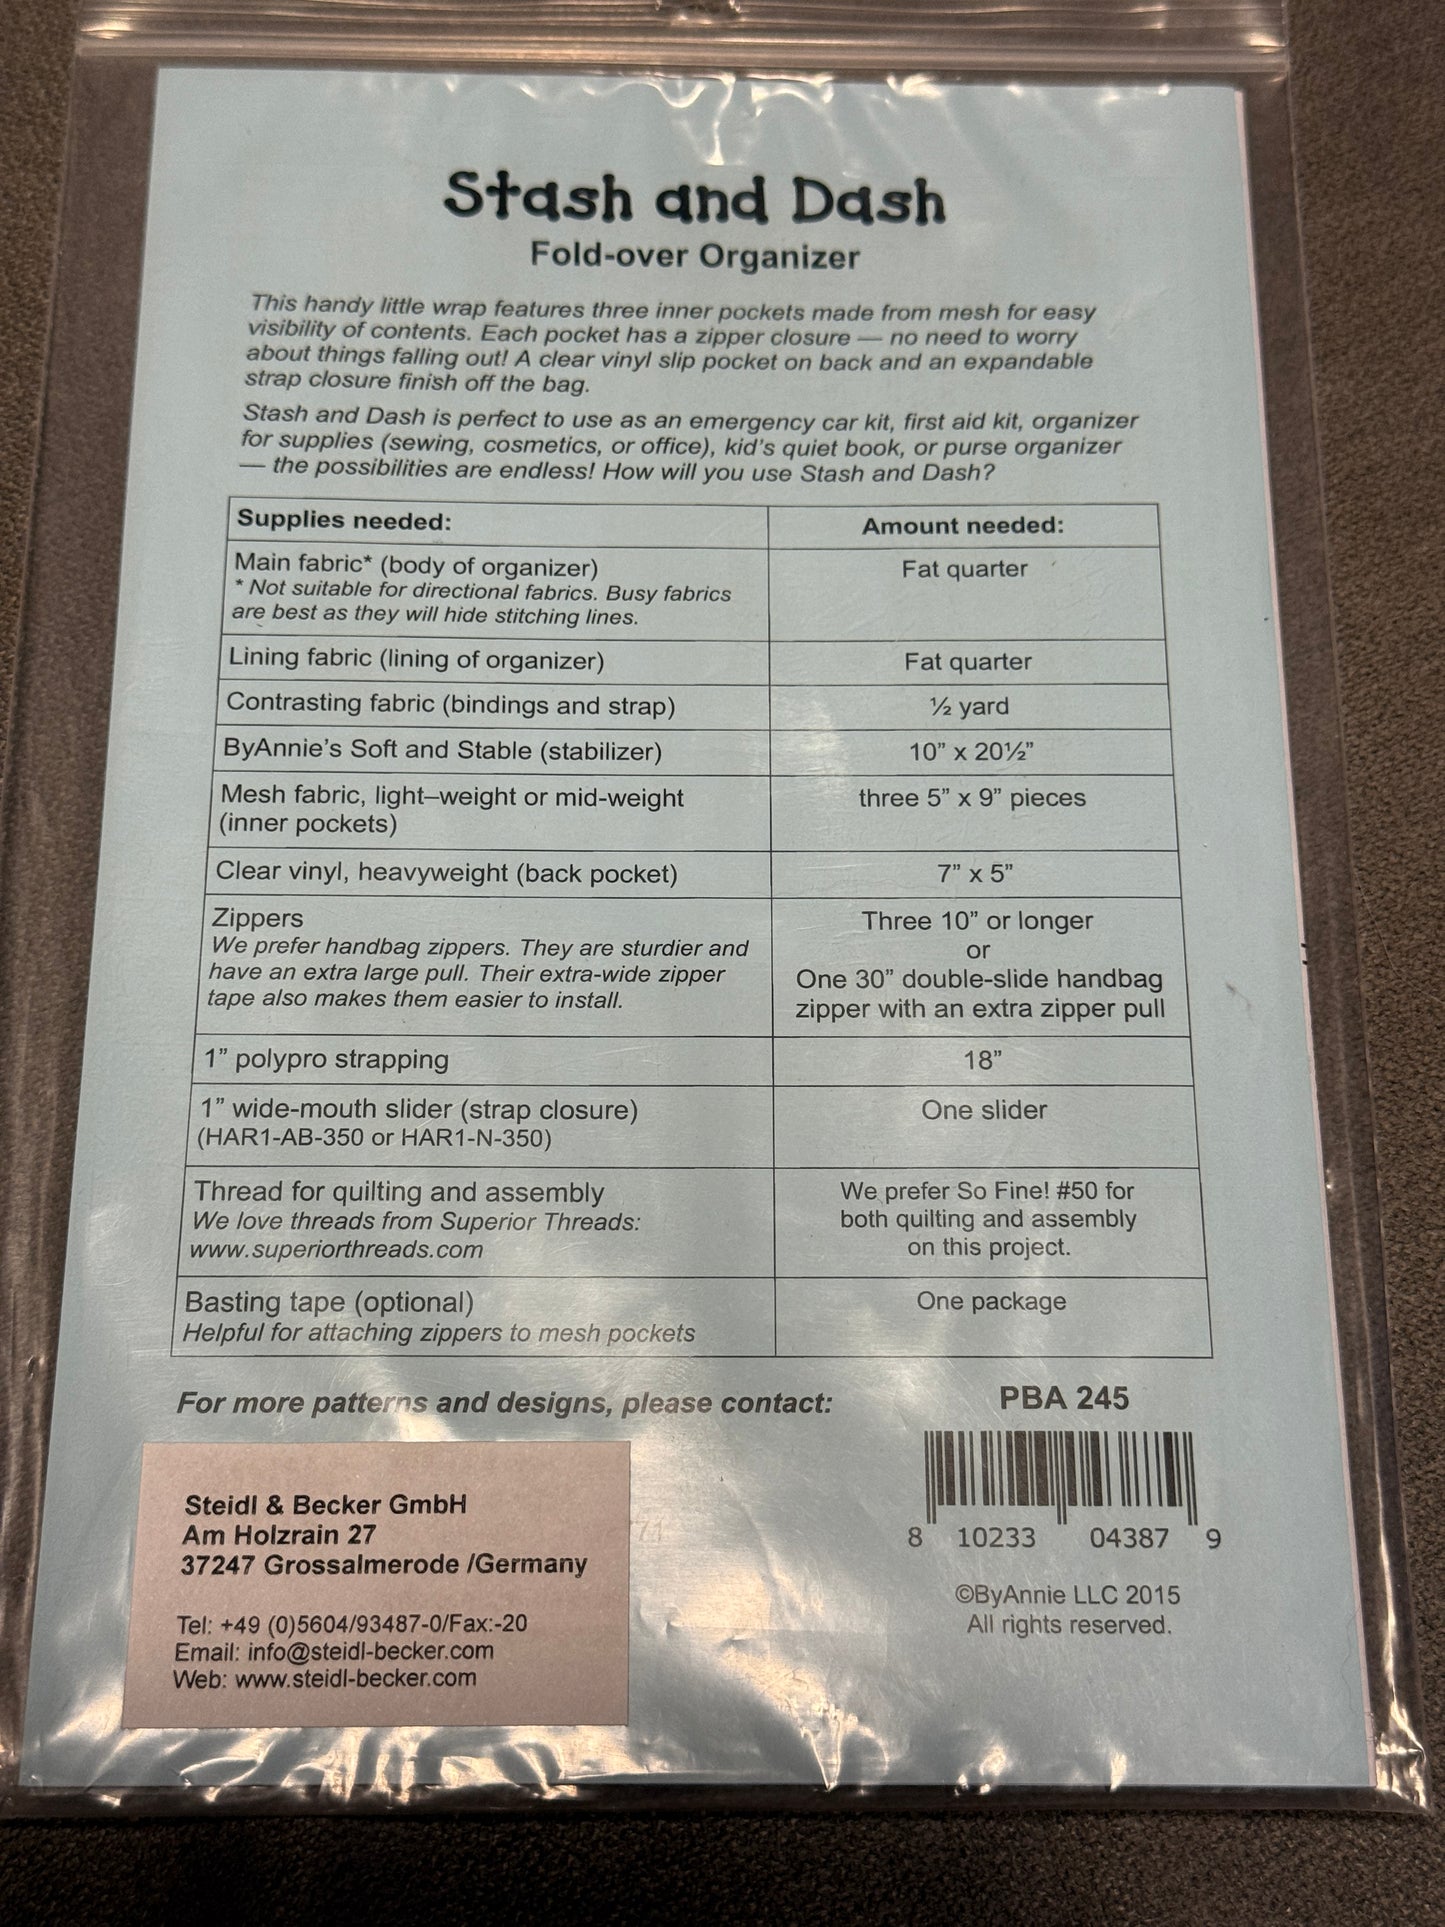 Stash and Dash
Fold-over Organizer
This handy little wrap features three inner pockets made from mesh for easy
visibility of contents. Each pocket has a zipper closure — no need to worry
about things falling out! A clear vinyl slip pocket on back and an expandable
strap closure finish off the bag.
Stash and Dash is perfect to use as an emergency car kit, first aid kit, organizer
for supplies (sewing, cosmetics, or office), kid's quiet book, or purse organizer
— the possibilities are endless! How will you use Stash and Dash?
Supplies needed:
Amount needed:
Main fabric* (body of organizer)
* Not suitable for directional fabrics. Busy fabrics
are best as they will hide stitching lines.
Fat quarter
Lining fabric (lining of organizer)
Fat quarter
Contrasting fabric (bindings and strap)
½ yard
ByAnnie's Soft and Stable (stabilizer)
10” x 20½”
Mesh fabric, light–weight or mid-weight
(inner pockets)
three 5” x 9” pieces
Clear vinyl, heavyweight (back pocket)
7” x 5”
Zippers
We prefer handbag zippers. They are sturdier and
have an extra large pull. Their extra-wide zipper
tape also makes them easier to install.
Three 10” or longer
or
One 30” double-slide handbag
zipper with an extra zipper pull
1” polypro strapping
18”
1” wide-mouth slider (strap closure)
(HAR1-AB-350 or HAR1-N-350)
One slider
Thread for quilting and assembly
We love threads from Superior Threads:
www.superiorthreads.com
We prefer So Fine! #50 for
both quilting and assembly
on this project.
Basting tape (optional)
Helpful for attaching zippers to mesh pockets
One package
For more patterns and designs, please contact:
Steidl & Becker GmbH
Am Holzrain 27
37247 Grossalmerode /Germany
Tel: +49 (0)5604/93487-0/Fax:-20
Email: info@steidl-becker.com
Web: www.steidl-becker.com
PBA 245
8 10233 04387 9
©ByAnnie LLC 2015
All rights reserved.